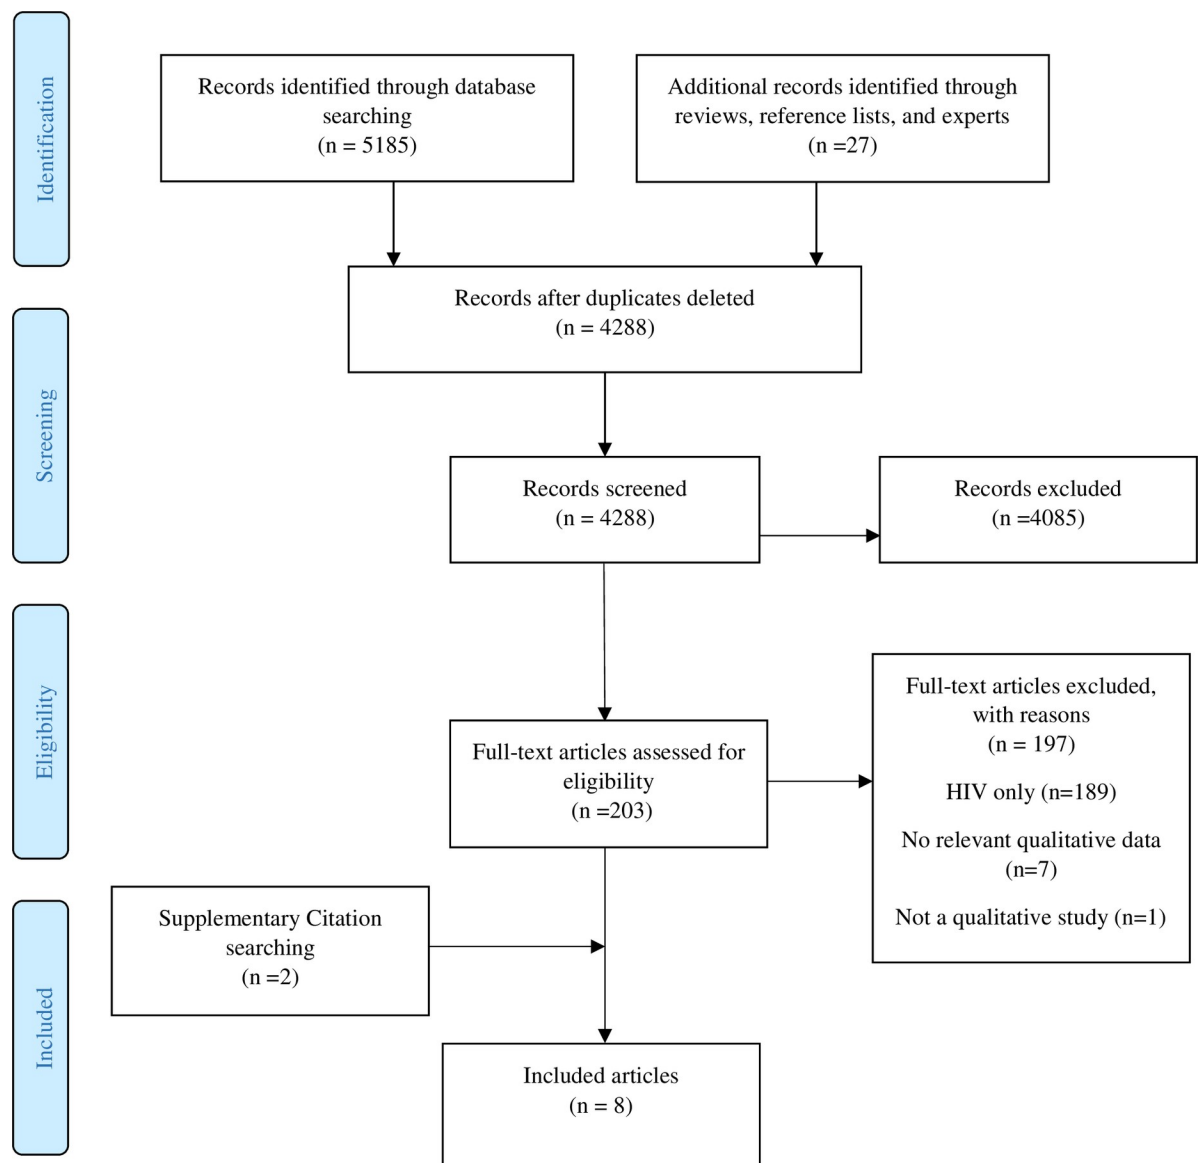 Identification
Records identified through database
searching
(n = 5185)
Additional records identified through
reviews, reference lists, and experts
(n =27)
Records after duplicates deleted
(n = 4288)
Screening
Records screened
(n = 4288)
Records excluded
(n =4085)
Eligibility
Full-text articles assessed for
eligibility
(n =203)
Full-text articles excluded,
with reasons
(n = 197)
HIV only (n=189)
No relevant qualitative data
(n=7)
Not a qualitative study (n=1)
Included
Supplementary Citation
searching
(n =2)
Included articles
(n = 8)